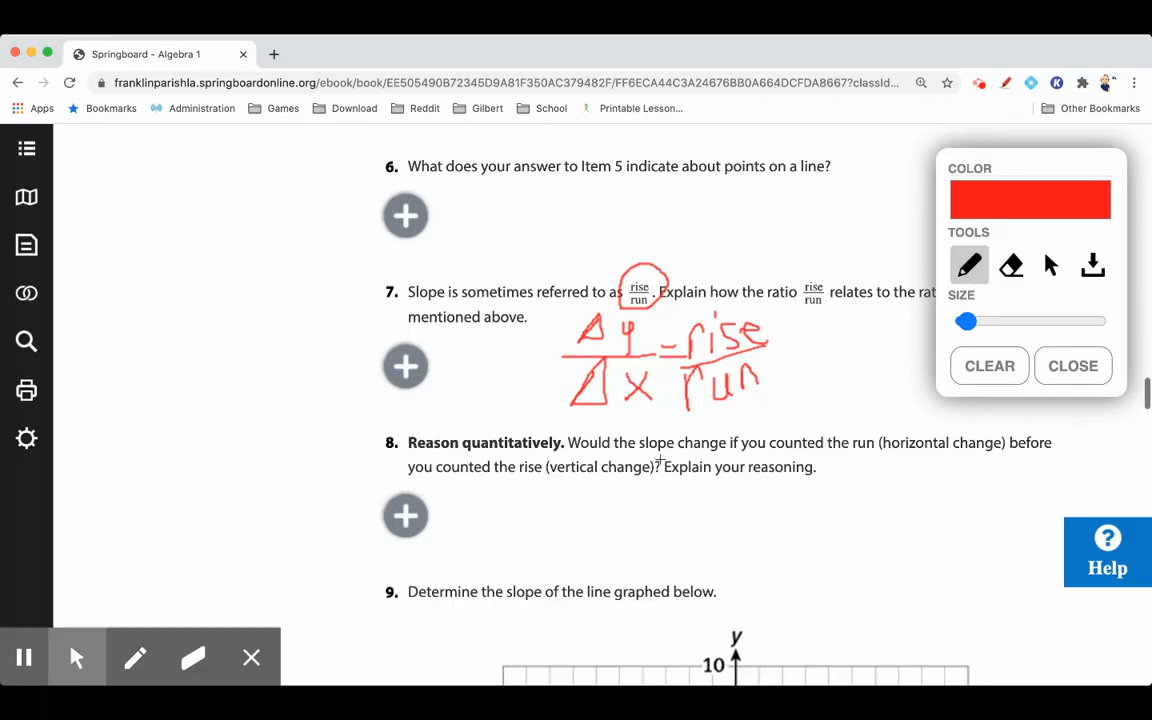 Springboard - Algebra 1
franklinparishla.springboardonline.org/ebook/book/EE505490B72345D9A81F350AC379482F/FF6ECA44C3A24676BB0A664DCFDA8667?classId...
Apps Bookmarks Administration Games Download Reddit Gilbert School Printable Lesson... Other Bookmarks
6. What does your answer to Item 5 indicate about points on a line?
7. Slope is sometimes referred to as rise/run. Explain how the ratio rise/run relates to the rat
mentioned above.
Δy/Δx = rise/run
8. Reason quantitatively. Would the slope change if you counted the run (horizontal change) before
you counted the rise (vertical change)? Explain your reasoning.
9. Determine the slope of the line graphed below.
y
10
COLOR
TOOLS
SIZE
CLEAR CLOSE
?
Help